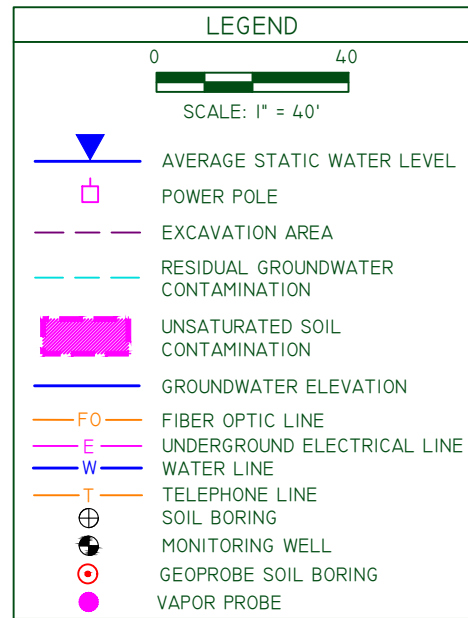 LEGEND
0 40
SCALE: 1" = 40'
AVERAGE STATIC WATER LEVEL
POWER POLE
EXCAVATION AREA
RESIDUAL GROUNDWATER
CONTAMINATION
UNSATURATED SOIL
CONTAMINATION
GROUNDWATER ELEVATION
FO FIBER OPTIC LINE
E UNDERGROUND ELECTRICAL LINE
W WATER LINE
T TELEPHONE LINE
SOIL BORING
MONITORING WELL
GEOPROBE SOIL BORING
VAPOR PROBE